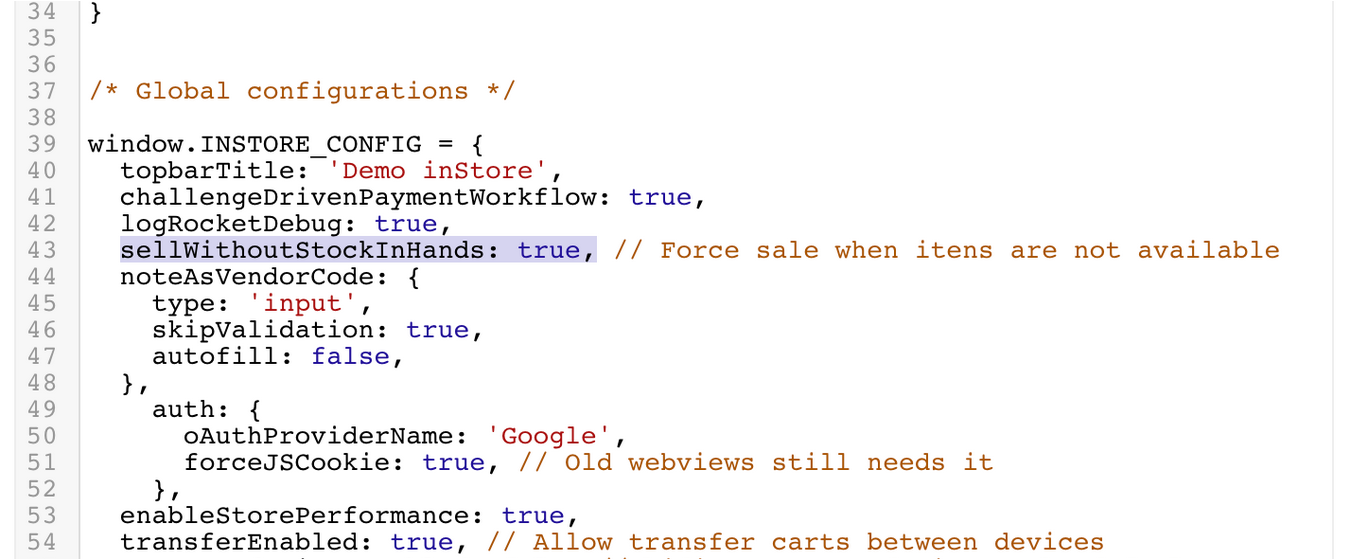 34 }
35
36
37 /* Global configurations */
38
39 window.INSTORE_CONFIG = {
40   topbarTitle: 'Demo inStore',
41   challengeDrivenPaymentWorkflow: true,
42   logRocketDebug: true,
43   sellWithoutStockInHands: true, // Force sale when itens are not available
44   noteAsVendorCode: {
45     type: 'input',
46     skipValidation: true,
47     autofill: false,
48   },
49     auth: {
50       oAuthProviderName: 'Google',
51       forceJSCookie: true, // Old webviews still needs it
52     },
53   enableStorePerformance: true,
54   transferEnabled: true, // Allow transfer carts between devices